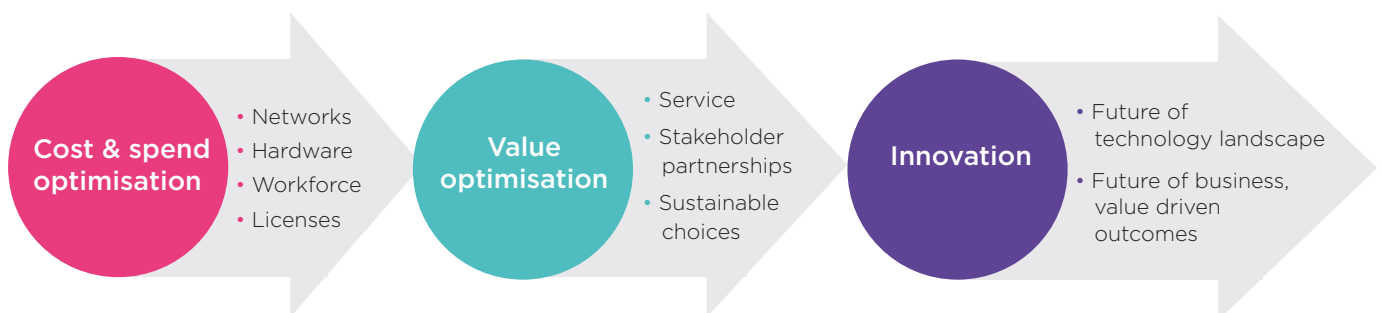 Cost & spend
optimisation
• Networks
• Hardware
• Workforce
• Licenses
Value
optimisation
• Service
• Stakeholder
partnerships
• Sustainable
choices
Innovation
• Future of
technology landscape
• Future of business,
value driven
outcomes